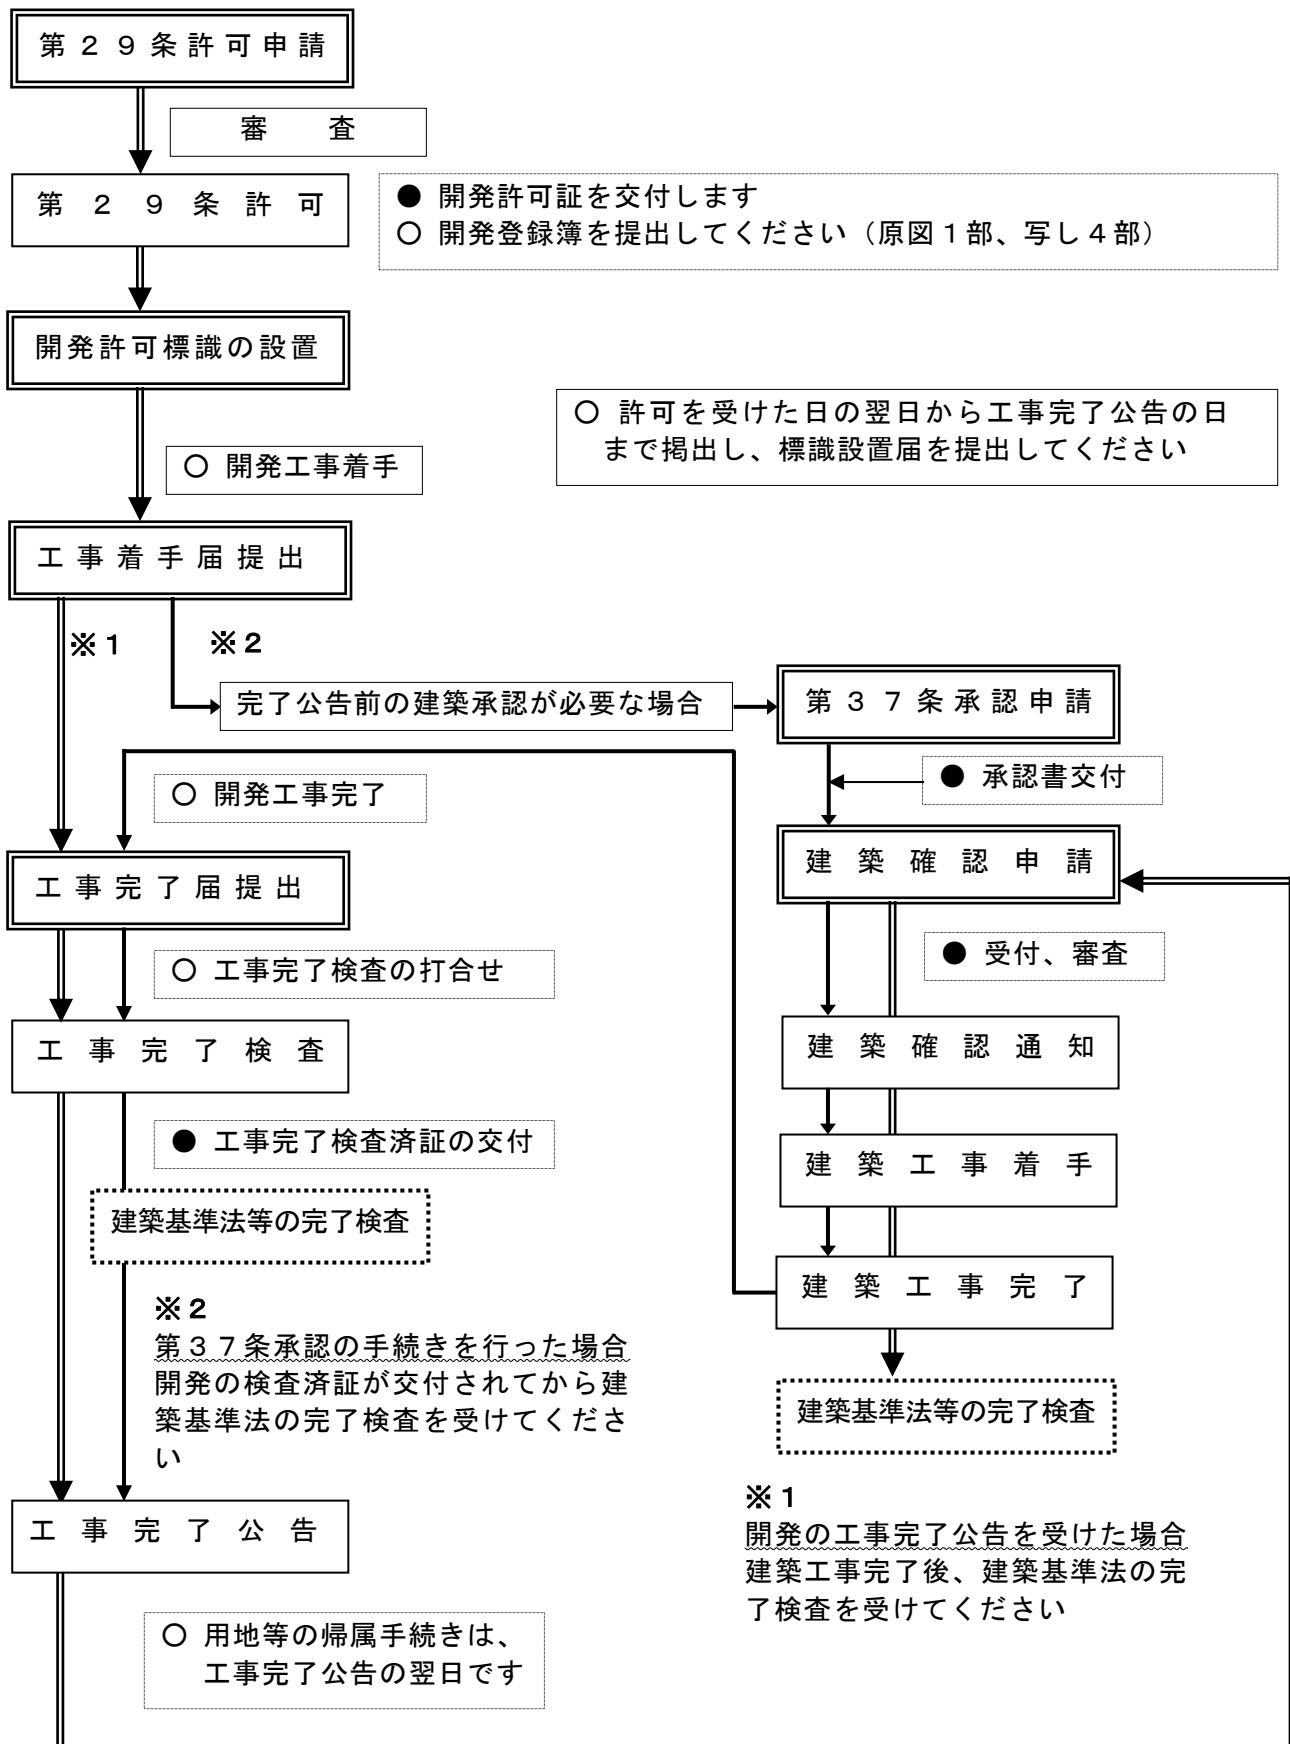 第２９条許可申請
審　査
第２９条許可
● 開発許可証を交付します
○ 開発登録簿を提出してください（原図１部、写し４部）
開発許可標識の設置
○ 許可を受けた日の翌日から工事完了公告の日
まで掲出し、標識設置届を提出してください
○ 開発工事着手
工事着手届提出
※１
※２
完了公告前の建築承認が必要な場合
第３７条承認申請
● 承認書交付
○ 開発工事完了
建築確認申請
工事完了届提出
● 受付、審査
○ 工事完了検査の打合せ
工事完了検査
建築確認通知
● 工事完了検査済証の交付
建築工事着手
建築基準法等の完了検査
建築工事完了
※２
第３７条承認の手続きを行った場合
開発の検査済証が交付されてから建
築基準法の完了検査を受けてくださ
い
建築基準法等の完了検査
※１
開発の工事完了公告を受けた場合
建築工事完了後、建築基準法の完
了検査を受けてください
工事完了公告
○ 用地等の帰属手続きは、
工事完了公告の翌日です